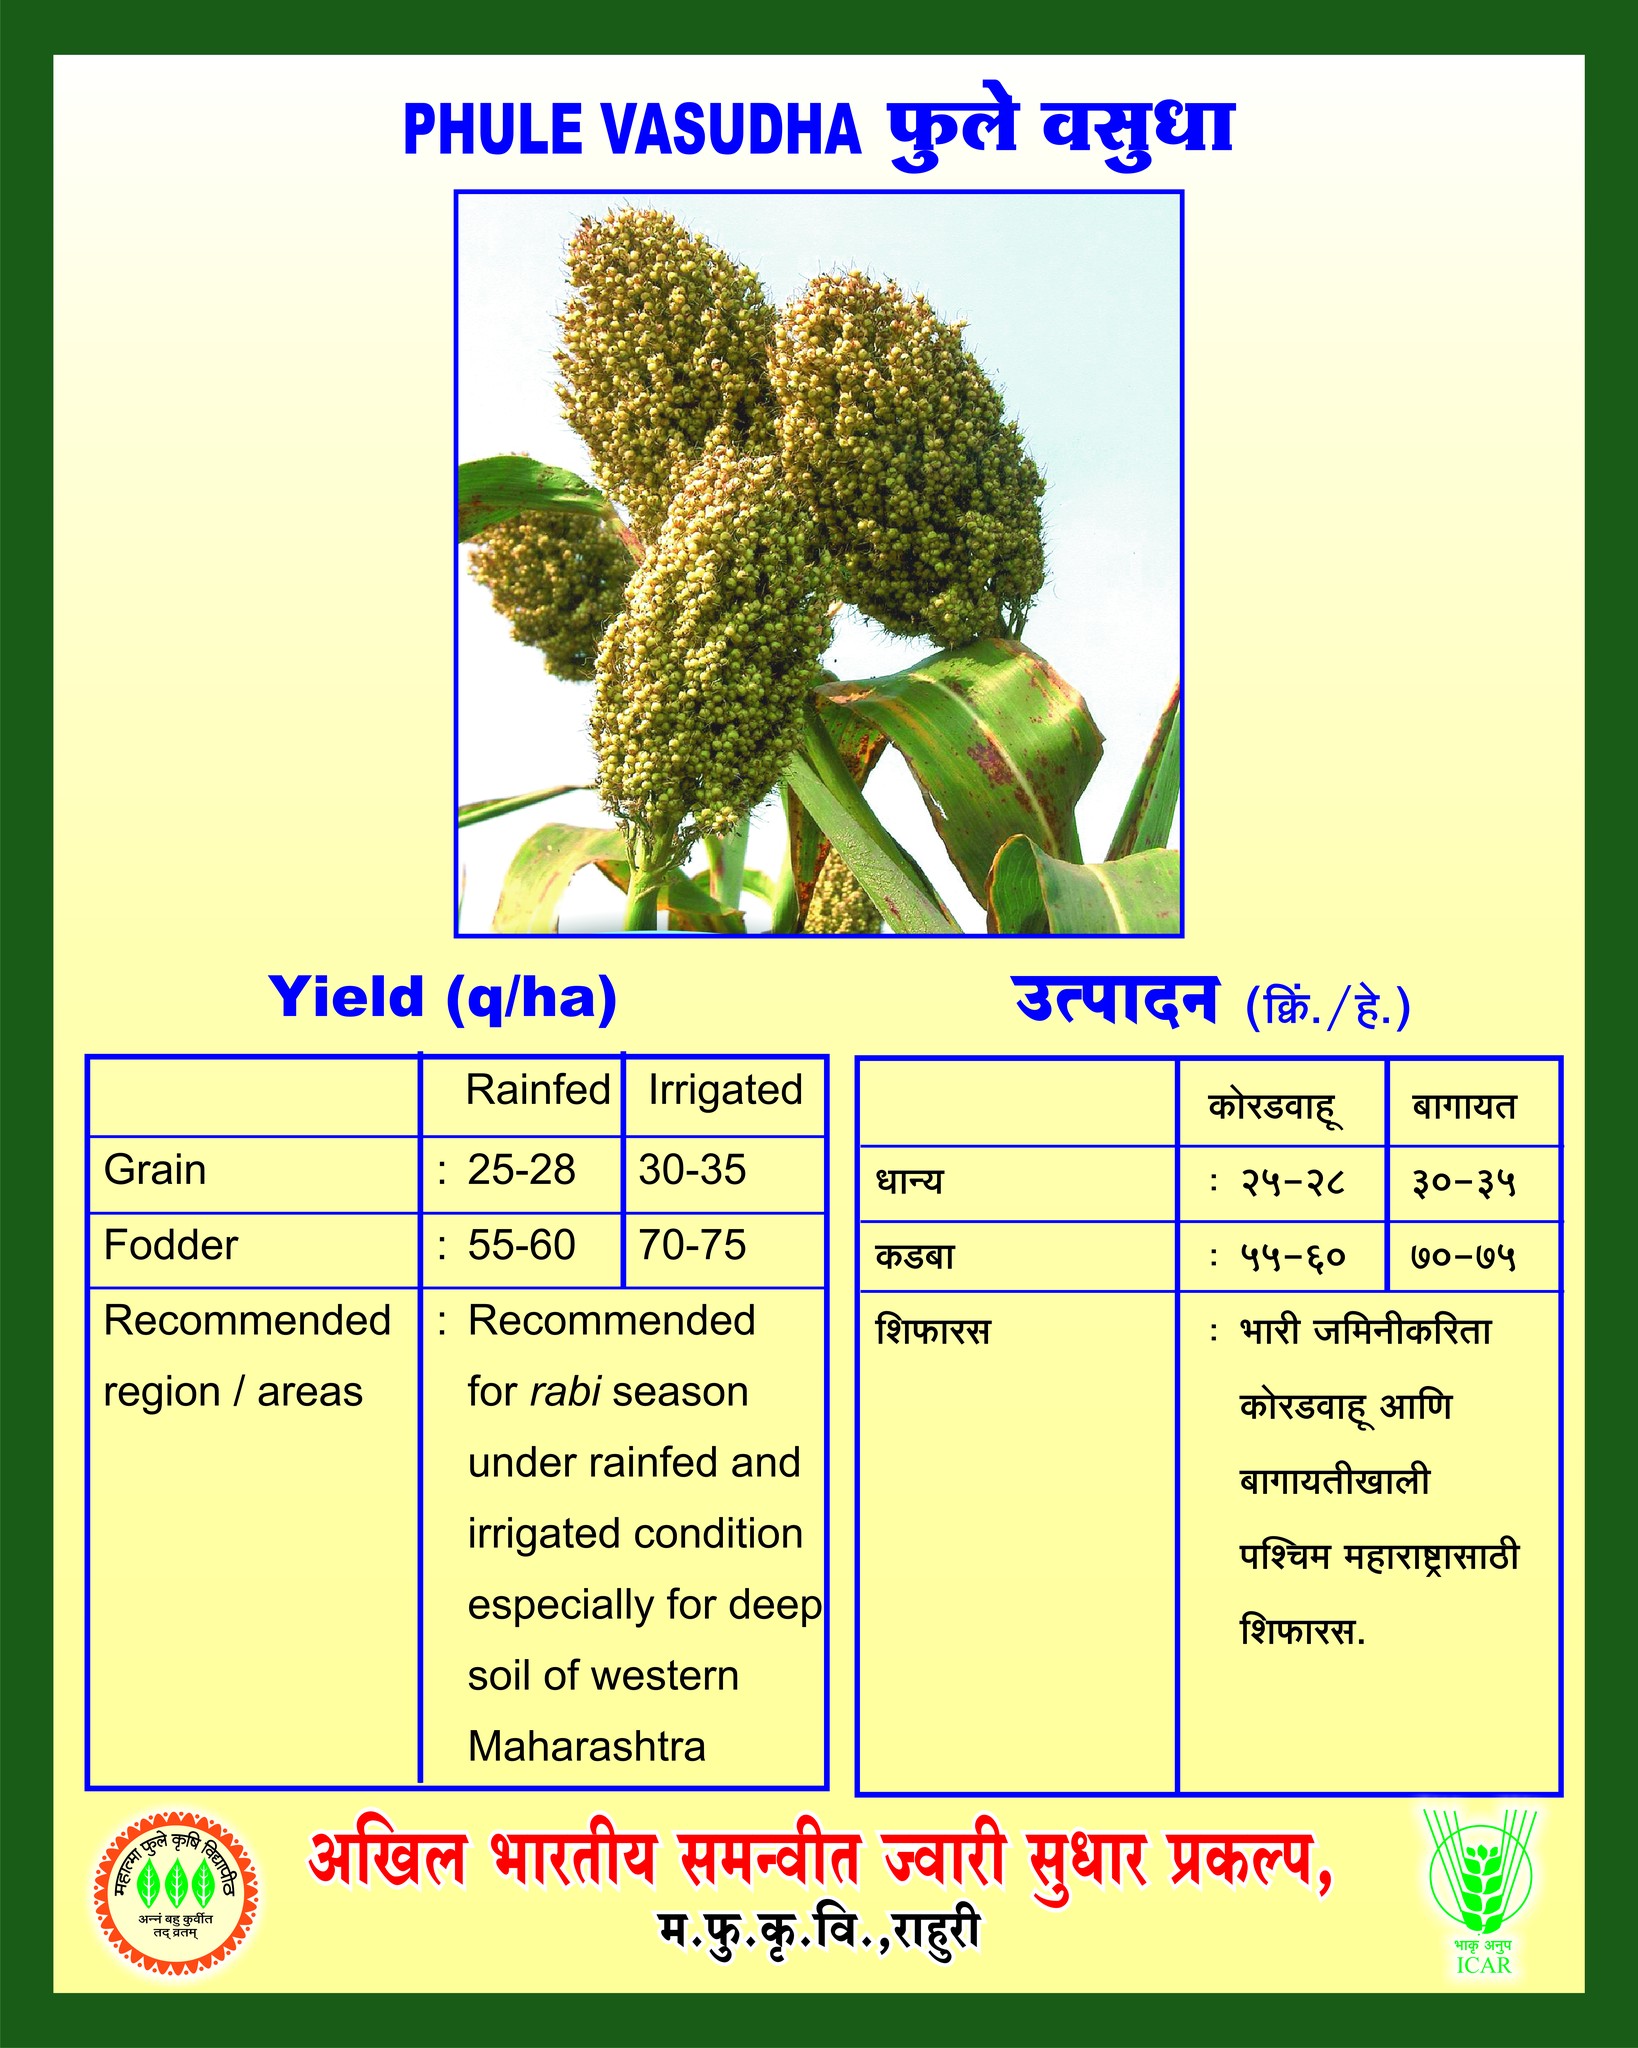 PHULE VASUDHA फुले वसुधा
Yield (q/ha)
Rainfed Irrigated
Grain : 25-28 30-35
Fodder : 55-60 70-75
Recommended : Recommended
region / areas for rabi season
under rainfed and
irrigated condition
especially for deep
soil of western
Maharashtra
उत्पादन (क्विं./हे.)
कोरडवाहू बागायत
धान्य : २५-२८ ३०-३५
कडबा : ५५-६० ७०-७५
शिफारस : भारी जमिनीकरिता
कोरडवाहू आणि
बागायतीखाली
पश्चिम महाराष्ट्रासाठी
शिफारस.
महात्मा फुले कृषि विद्यापीठ
अन्नं बहु कुर्वीत
तद् व्रतम्
अखिल भारतीय समन्वीत ज्वारी सुधार प्रकल्प,
म.फु.कृ.वि.,राहुरी
भाकृ अनुप
ICAR